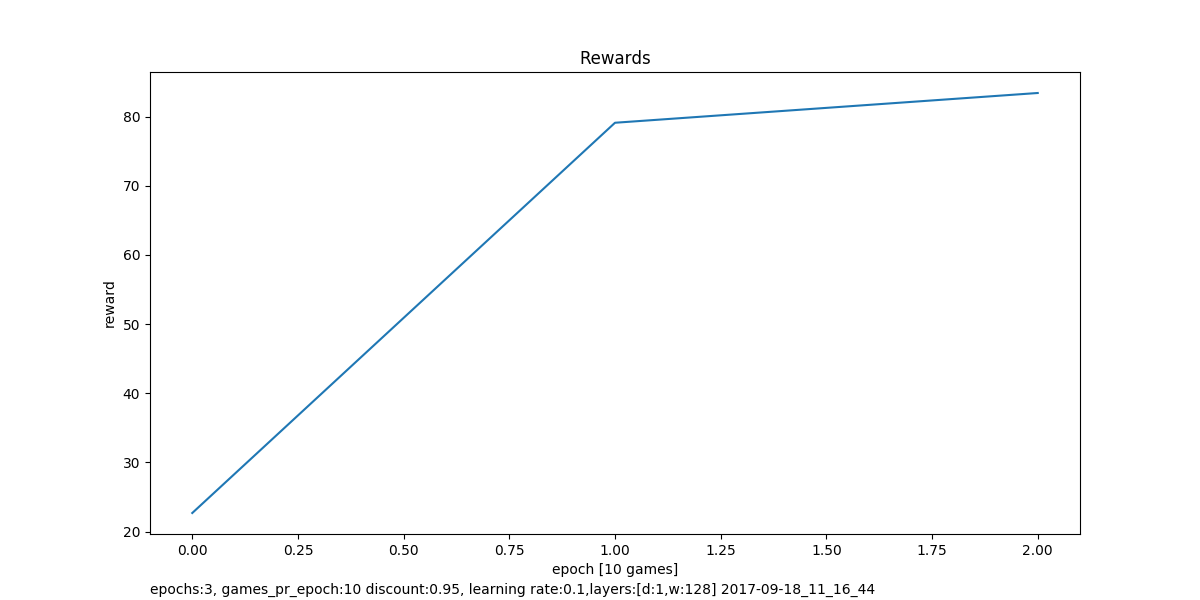 Rewards
80
70
60
50
40
30
20
reward
0.00 0.25 0.50 0.75 1.00 1.25 1.50 1.75 2.00
epoch [10 games]
epochs:3, games_pr_epoch:10 discount:0.95, learning rate:0.1,layers:[d:1,w:128] 2017-09-18_11_16_44